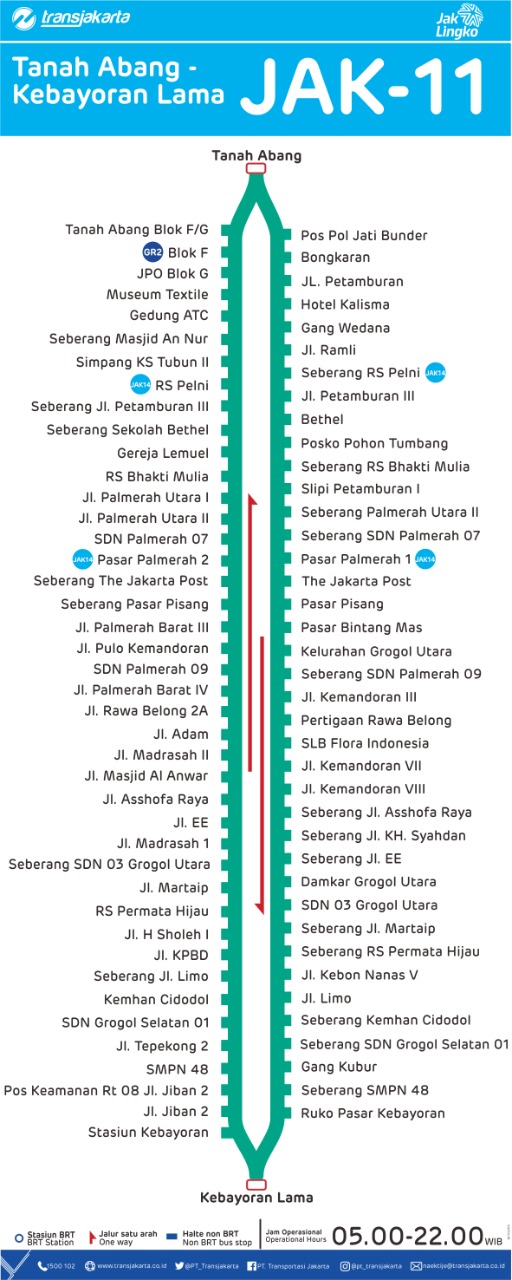 transjakarta
Jak
Lingko
Tanah Abang -
Kebayoran Lama
JAK-11
Tanah Abang
Tanah Abang Blok F/G
GR2 Blok F
JPO Blok G
Museum Textile
Gedung ATC
Seberang Masjid An Nur
Simpang KS Tubun II
JAK14 RS Pelni
Seberang Jl. Petamburan III
Seberang Sekolah Bethel
Gereja Lemuel
RS Bhakti Mulia
Jl. Palmerah Utara I
Jl. Palmerah Utara II
SDN Palmerah 07
JAK14 Pasar Palmerah 2
Seberang The Jakarta Post
Seberang Pasar Pisang
Jl. Palmerah Barat III
Jl. Pulo Kemandoran
SDN Palmerah 09
Jl. Palmerah Barat IV
Jl. Rawa Belong 2A
Jl. Adam
Jl. Madrasah II
Jl. Masjid Al Anwar
Jl. Asshofa Raya
Jl. EE
Jl. Madrasah 1
Seberang SDN 03 Grogol Utara
Jl. Martaip
RS Permata Hijau
Jl. H Sholeh I
Jl. KPBD
Seberang Jl. Limo
Kemhan Cidodol
SDN Grogol Selatan 01
Jl. Tepekong 2
SMPN 48
Pos Keamanan Rt 08 Jl. Jiban 2
Jl. Jiban 2
Stasiun Kebayoran
Pos Pol Jati Bunder
Bongkaran
JL. Petamburan
Hotel Kalisma
Gang Wedana
Jl. Ramli
Seberang RS Pelni JAK14
Jl. Petamburan III
Bethel
Posko Pohon Tumbang
Seberang RS Bhakti Mulia
Slipi Petamburan I
Seberang Palmerah Utara II
Seberang SDN Palmerah 07
Pasar Palmerah 1 JAK14
The Jakarta Post
Pasar Pisang
Pasar Bintang Mas
Kelurahan Grogol Utara
Seberang SDN Palmerah 09
Jl. Kemandoran III
Pertigaan Rawa Belong
SLB Flora Indonesia
Jl. Kemandoran VII
Jl. Kemandoran VIII
Seberang Jl. Asshofa Raya
Seberang Jl. KH. Syahdan
Seberang Jl. EE
Damkar Grogol Utara
SDN 03 Grogol Utara
Seberang Jl. Martaip
Seberang RS Permata Hijau
Jl. Kebon Nanas V
Jl. Limo
Seberang Kemhan Cidodol
Seberang SDN Grogol Selatan 01
Gang Kubur
Seberang SMPN 48
Ruko Pasar Kebayoran
Kebayoran Lama
Stasiun BRT
BRT Station
Jalur satu arah
One way
Halte non BRT
Non BRT bus stop
Jam Operasional
Operational Hours
05.00-22.00 WIB
1500 102
www.transjakarta.co.id
@PT_Transjakarta
PT. Transportasi Jakarta
@pt_transjakarta
naektije@transjakarta.co.id